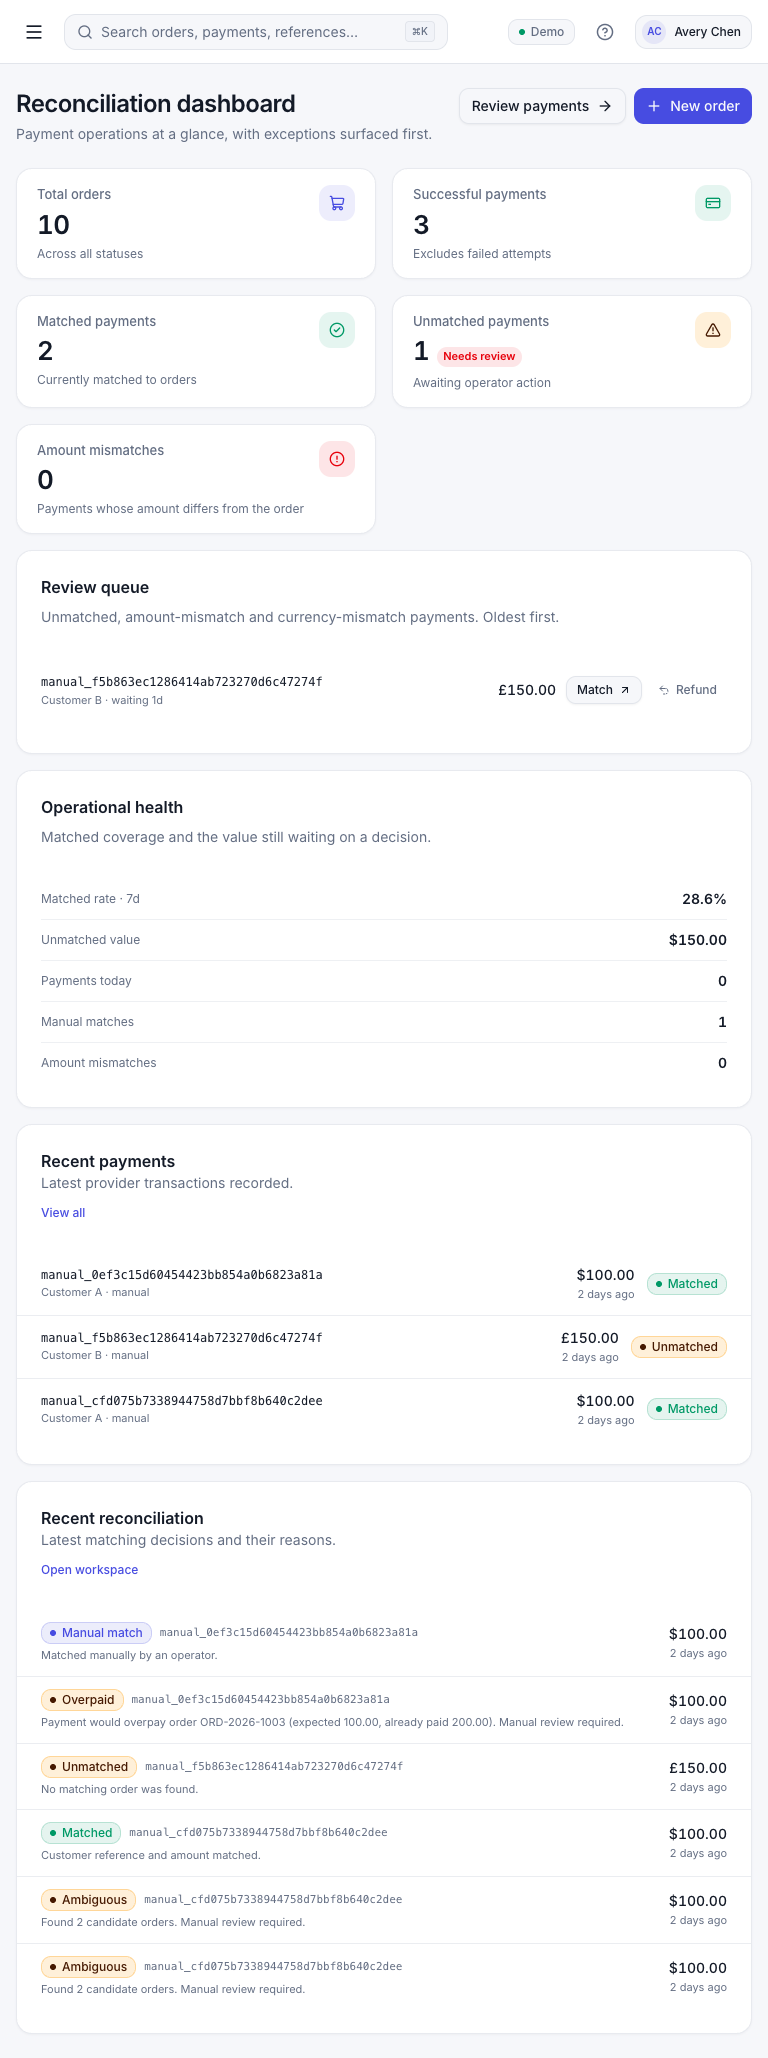 Search orders, payments, references...
⌘K
Demo
AC
Avery Chen
Reconciliation dashboard
Payment operations at a glance, with exceptions surfaced first.
Review payments
New order
Total orders
10
Across all statuses
Successful payments
3
Excludes failed attempts
Matched payments
2
Currently matched to orders
Unmatched payments
1 Needs review
Awaiting operator action
Amount mismatches
0
Payments whose amount differs from the order
Review queue
Unmatched, amount-mismatch and currency-mismatch payments. Oldest first.
manual_f5b863ec1286414ab723270d6c47274f
Customer B · waiting 1d
£150.00
Match
Refund
Operational health
Matched coverage and the value still waiting on a decision.
Matched rate · 7d 28.6%
Unmatched value $150.00
Payments today 0
Manual matches 1
Amount mismatches 0
Recent payments
Latest provider transactions recorded.
View all
manual_0ef3c15d60454423bb854a0b6823a81a
Customer A · manual
$100.00
2 days ago
Matched
manual_f5b863ec1286414ab723270d6c47274f
Customer B · manual
£150.00
2 days ago
Unmatched
manual_cfd075b7338944758d7bbf8b640c2dee
Customer A · manual
$100.00
2 days ago
Matched
Recent reconciliation
Latest matching decisions and their reasons.
Open workspace
Manual match manual_0ef3c15d60454423bb854a0b6823a81a
Matched manually by an operator.
$100.00
2 days ago
Overpaid manual_0ef3c15d60454423bb854a0b6823a81a
Payment would overpay order ORD-2026-1003 (expected 100.00, already paid 200.00). Manual review required.
$100.00
2 days ago
Unmatched manual_f5b863ec1286414ab723270d6c47274f
No matching order was found.
£150.00
2 days ago
Matched manual_cfd075b7338944758d7bbf8b640c2dee
Customer reference and amount matched.
$100.00
2 days ago
Ambiguous manual_cfd075b7338944758d7bbf8b640c2dee
Found 2 candidate orders. Manual review required.
$100.00
2 days ago
Ambiguous manual_cfd075b7338944758d7bbf8b640c2dee
Found 2 candidate orders. Manual review required.
$100.00
2 days ago